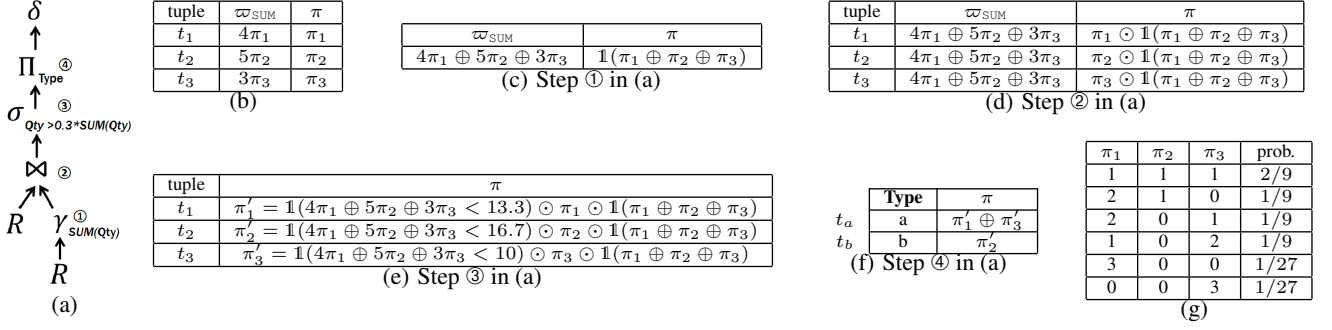 δ
Π Type ④
σ Qty >0.3*SUM(Qty) ③
⋈ ②
R γ SUM(Qty) ①
R
(a)
tuple ϖ_SUM π
t₁ 4π₁ π₁
t₂ 5π₂ π₂
t₃ 3π₃ π₃
(b)
ϖ_SUM π
4π₁ ⊕ 5π₂ ⊕ 3π₃ 𝟙(π₁ ⊕ π₂ ⊕ π₃)
(c) Step ① in (a)
tuple ϖ_SUM π
t₁ 4π₁ ⊕ 5π₂ ⊕ 3π₃ π₁ ⊙ 𝟙(π₁ ⊕ π₂ ⊕ π₃)
t₂ 4π₁ ⊕ 5π₂ ⊕ 3π₃ π₂ ⊙ 𝟙(π₁ ⊕ π₂ ⊕ π₃)
t₃ 4π₁ ⊕ 5π₂ ⊕ 3π₃ π₃ ⊙ 𝟙(π₁ ⊕ π₂ ⊕ π₃)
(d) Step ② in (a)
tuple π
t₁ π′₁ = 𝟙(4π₁ ⊕ 5π₂ ⊕ 3π₃ < 13.3) ⊙ π₁ ⊙ 𝟙(π₁ ⊕ π₂ ⊕ π₃)
t₂ π′₂ = 𝟙(4π₁ ⊕ 5π₂ ⊕ 3π₃ < 16.7) ⊙ π₂ ⊙ 𝟙(π₁ ⊕ π₂ ⊕ π₃)
t₃ π′₃ = 𝟙(4π₁ ⊕ 5π₂ ⊕ 3π₃ < 10) ⊙ π₃ ⊙ 𝟙(π₁ ⊕ π₂ ⊕ π₃)
(e) Step ③ in (a)
Type π
t_a a π′₁ ⊕ π′₃
t_b b π′₂
(f) Step ④ in (a)
π₁ π₂ π₃ prob.
1 1 1 2/9
2 1 0 1/9
2 0 1 1/9
1 0 2 1/9
3 0 0 1/27
0 0 3 1/27
(g)